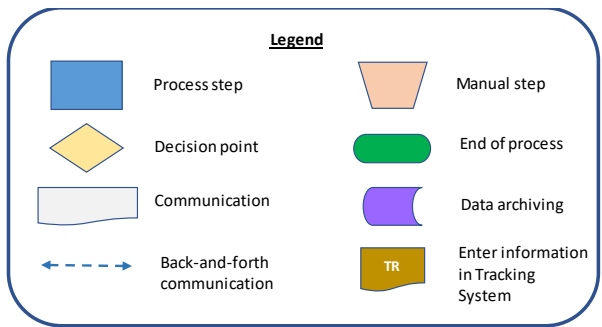 Legend
Process step
Manual step
Decision point
End of process
Communication
Data archiving
Back-and-forth
communication
TR
Enter information
in Tracking
System